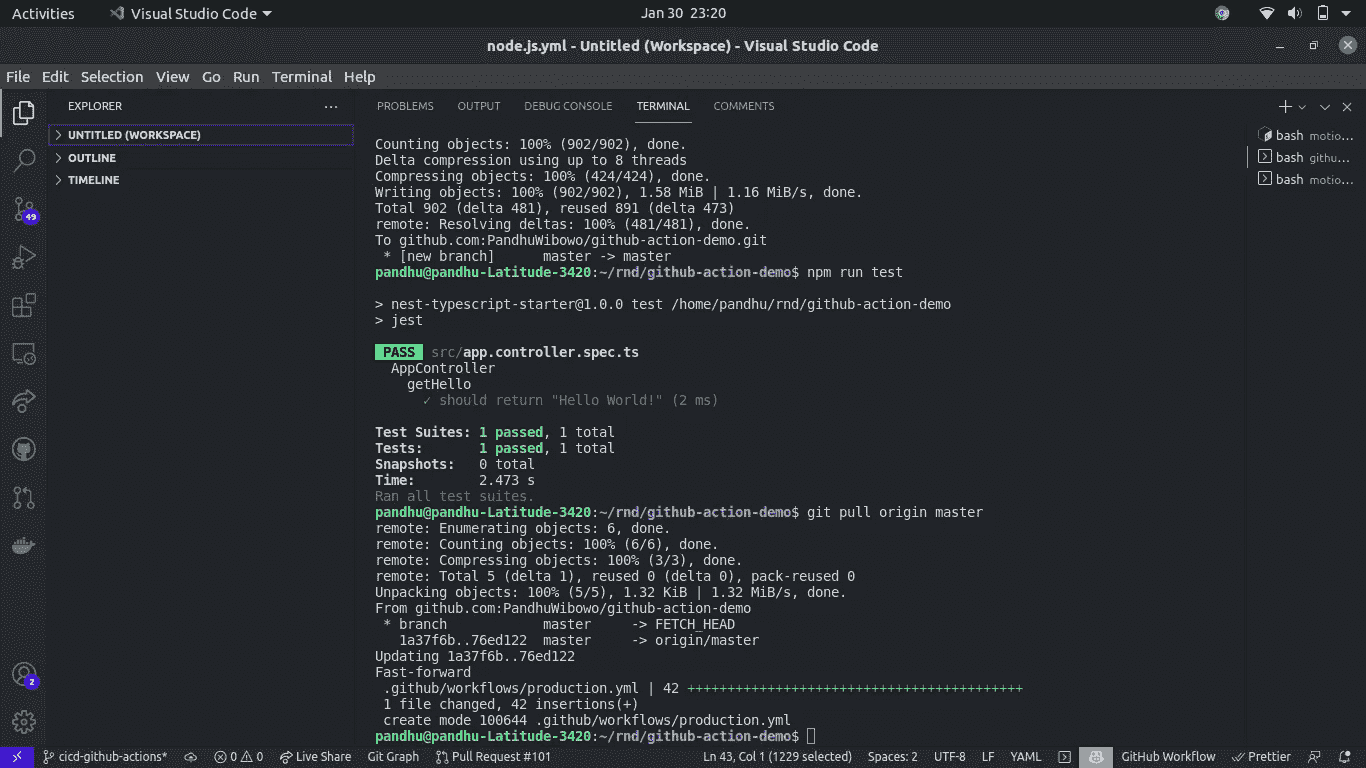 Activities Visual Studio Code Jan 30 23:20
node.js.yml - Untitled (Workspace) - Visual Studio Code
File Edit Selection View Go Run Terminal Help
EXPLORER ...
UNTITLED (WORKSPACE)
OUTLINE
TIMELINE
49
2
PROBLEMS OUTPUT DEBUG CONSOLE TERMINAL COMMENTS
Counting objects: 100% (902/902), done.
Delta compression using up to 8 threads
Compressing objects: 100% (424/424), done.
Writing objects: 100% (902/902), 1.58 MiB | 1.16 MiB/s, done.
Total 902 (delta 481), reused 891 (delta 473)
remote: Resolving deltas: 100% (481/481), done.
To github.com:PandhuWibowo/github-action-demo.git
 * [new branch]      master -> master
pandhu@pandhu-Latitude-3420:~/rnd/github-action-demo$ npm run test
> nest-typescript-starter@1.0.0 test /home/pandhu/rnd/github-action-demo
> jest
PASS src/app.controller.spec.ts
AppController
getHello
✓ should return "Hello World!" (2 ms)
Test Suites: 1 passed, 1 total
Tests:       1 passed, 1 total
Snapshots:   0 total
Time:        2.473 s
Ran all test suites.
pandhu@pandhu-Latitude-3420:~/rnd/github-action-demo$ git pull origin master
remote: Enumerating objects: 6, done.
remote: Counting objects: 100% (6/6), done.
remote: Compressing objects: 100% (3/3), done.
remote: Total 5 (delta 1), reused 0 (delta 0), pack-reused 0
Unpacking objects: 100% (5/5), 1.32 KiB | 1.32 MiB/s, done.
From github.com:PandhuWibowo/github-action-demo
 * branch            master     -> FETCH_HEAD
   1a37f6b..76ed122  master     -> origin/master
Updating 1a37f6b..76ed122
Fast-forward
 .github/workflows/production.yml | 42 ++++++++++++++++++++++++++++++++++++++++++
 1 file changed, 42 insertions(+)
 create mode 100644 .github/workflows/production.yml
pandhu@pandhu-Latitude-3420:~/rnd/github-action-demo$
bash motio...
bash githu...
bash motio...
cicd-github-actions* 0 0 Live Share Git Graph Pull Request #101 Ln 43, Col 1 (1229 selected) Spaces: 2 UTF-8 LF YAML GitHub Workflow Prettier